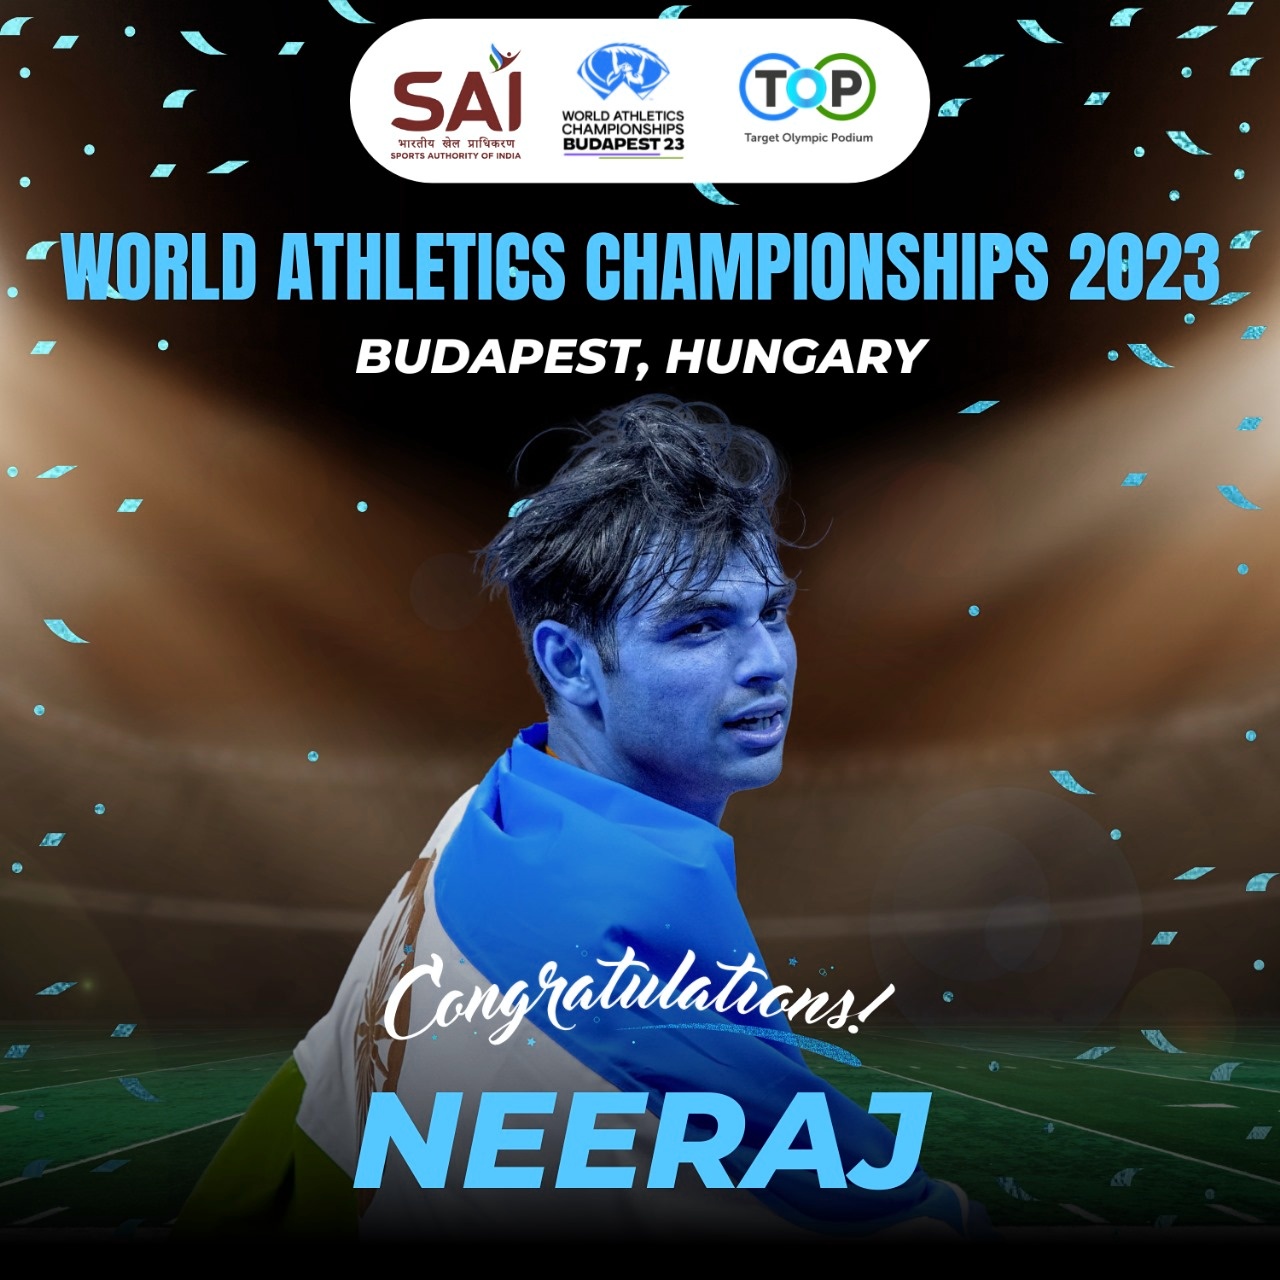 SAI
भारतीय खेल प्राधिकरण
SPORTS AUTHORITY OF INDIA
WORLD ATHLETICS
CHAMPIONSHIPS
BUDAPEST 23
TOP
Target Olympic Podium
WORLD ATHLETICS CHAMPIONSHIPS 2023
BUDAPEST, HUNGARY
Congratulations!
NEERAJ